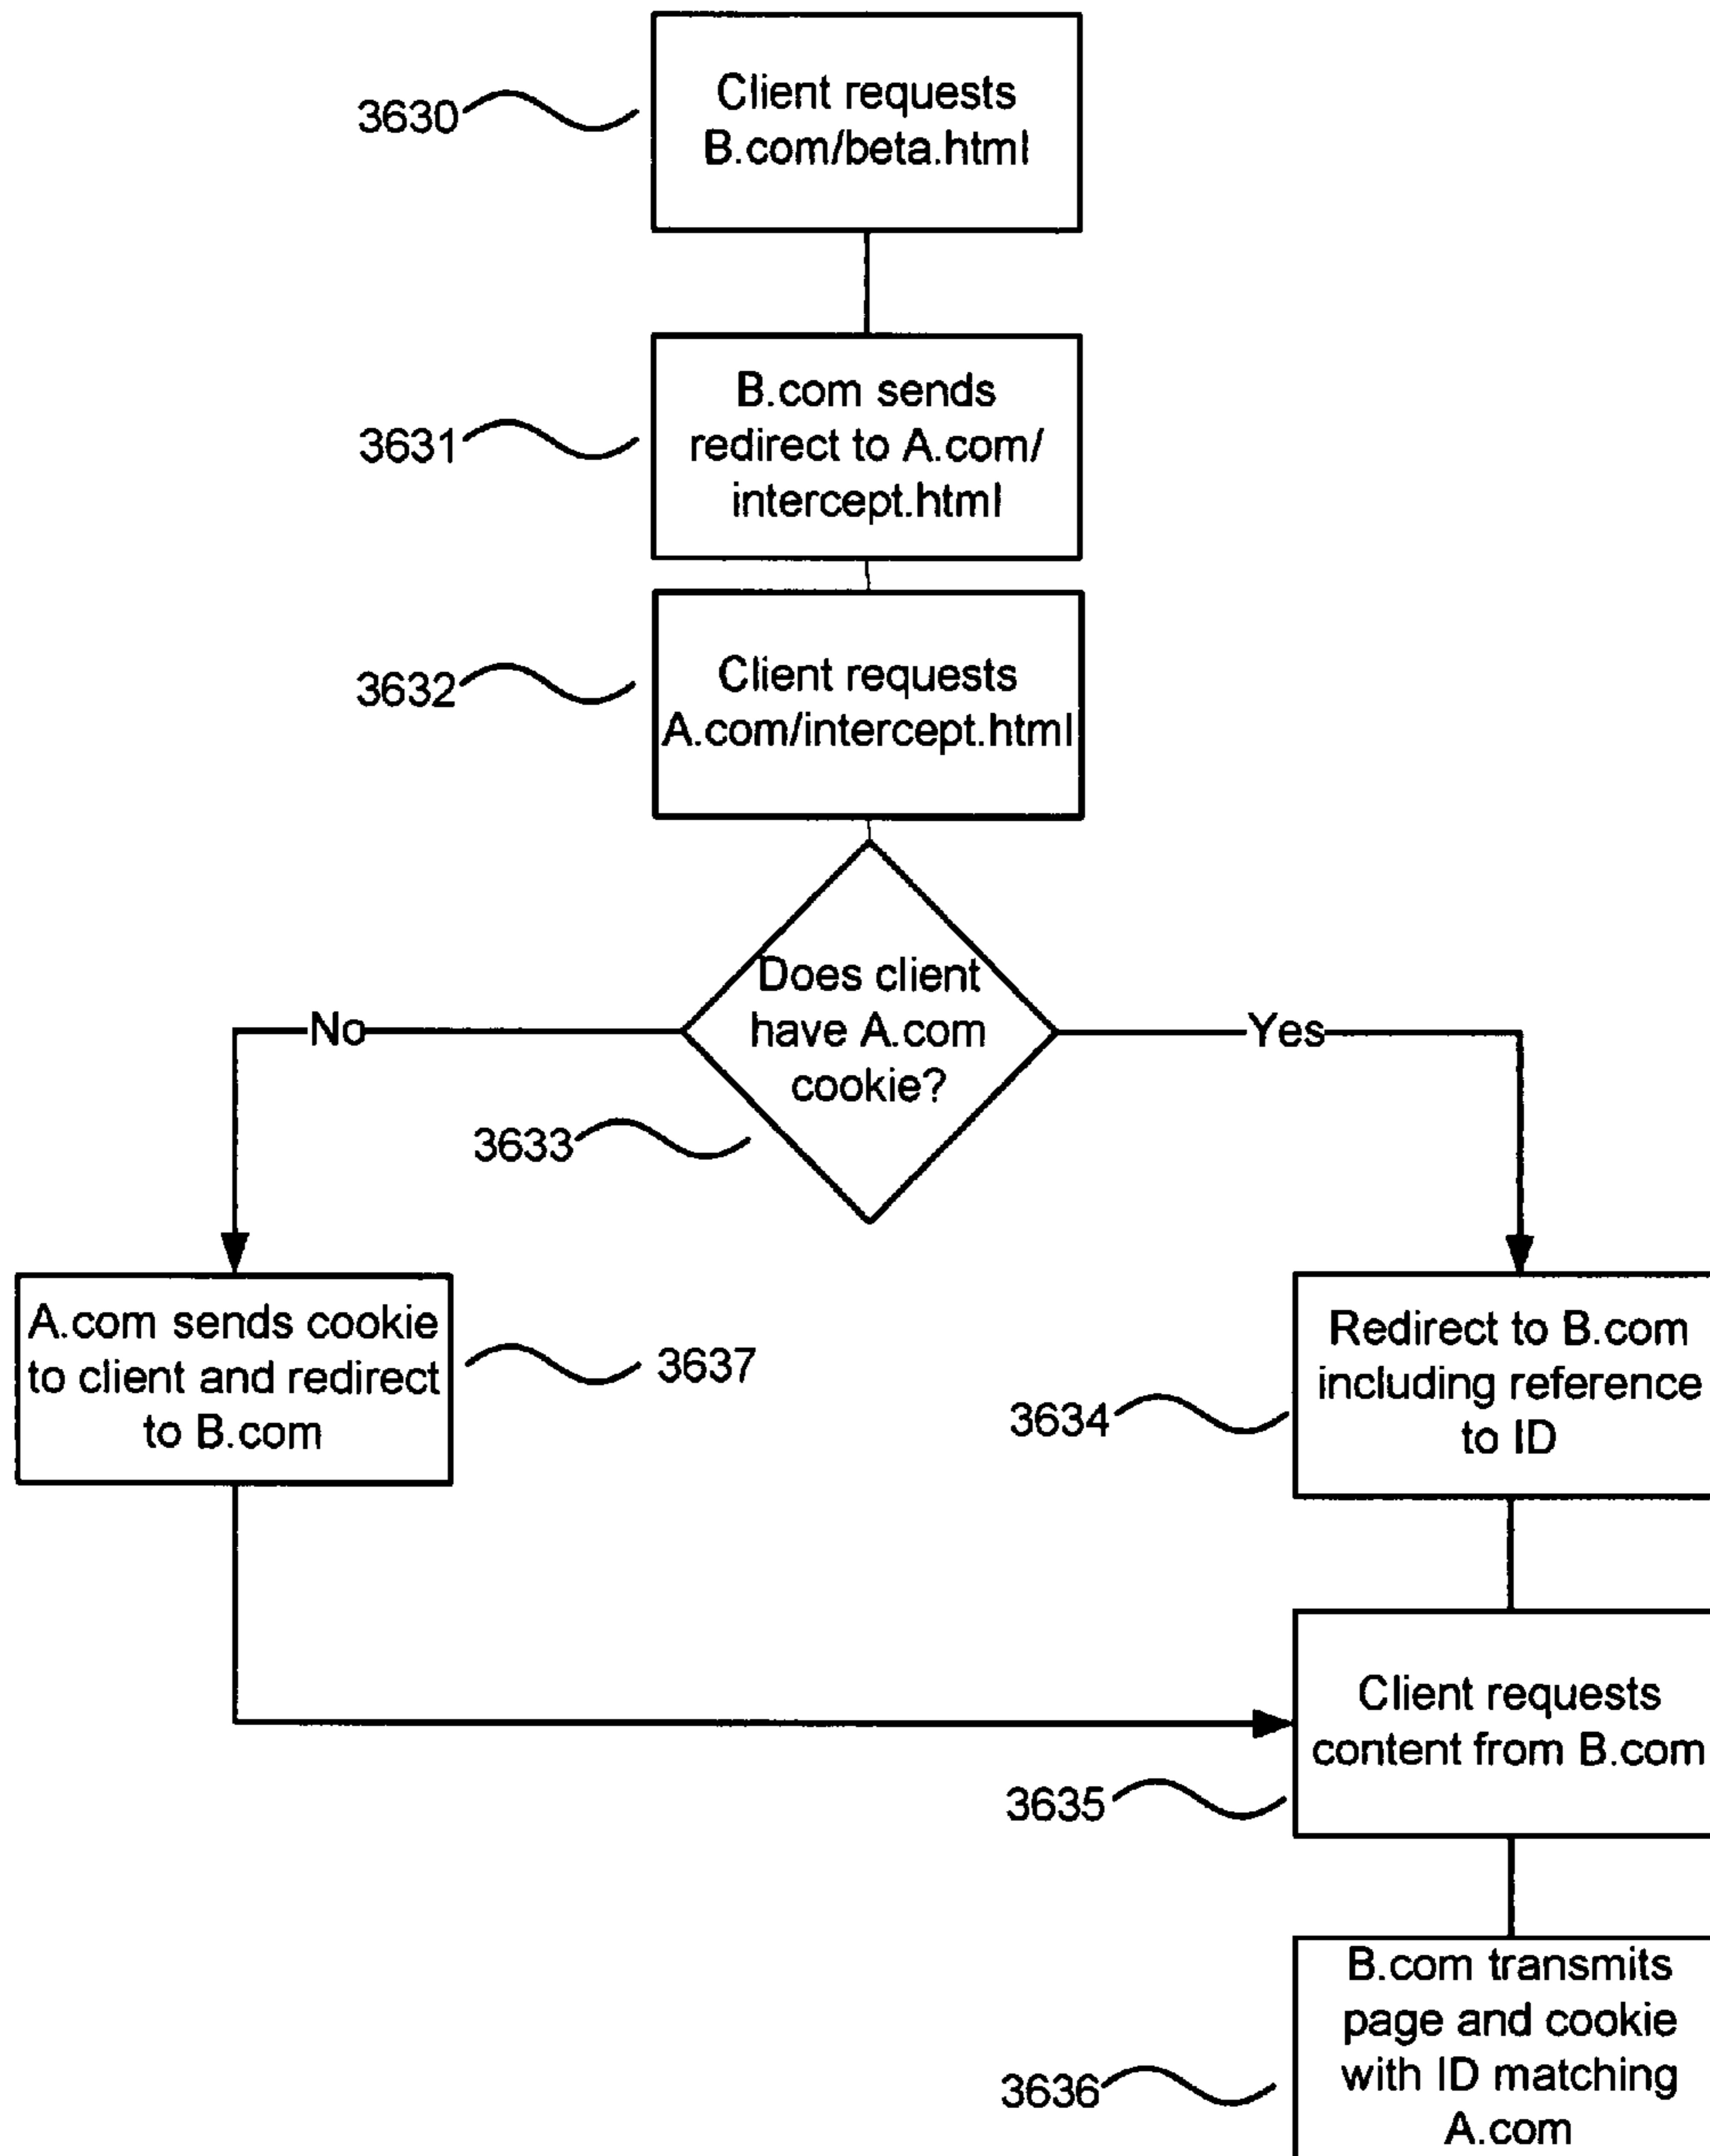 Client requests
B.com/beta.html
3630
B.com sends
redirect to A.com/
intercept.html
3631
Client requests
A.com/intercept.html
3632
Does client
have A.com
cookie?
No
Yes
3633
A.com sends cookie
to client and redirect
to B.com
3637
Redirect to B.com
including reference
to ID
3634
Client requests
content from B.com
3635
B.com transmits
page and cookie
with ID matching
A.com
3636